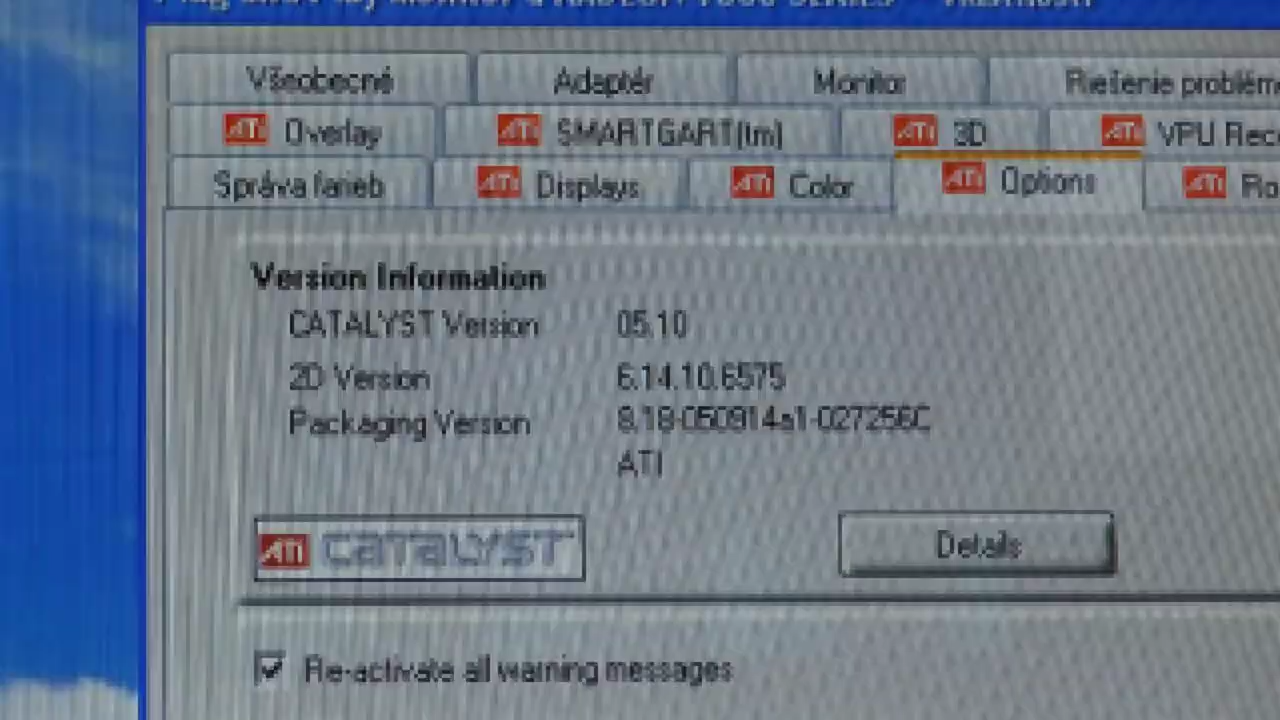 Všeobecné Adaptér Monitor Riešenie problém
ATI Overlay ATI SMARTGART(tm) ATI 3D ATI VPU Rec
Správa farieb ATI Displays ATI Color ATI Options ATI Ro
Version Information
CATALYST Version 05.10
2D Version 6.14.10.6575
Packaging Version 8.18-050914a1-027256C
ATI
ATI CATALYST Details
Re-activate all warning messages